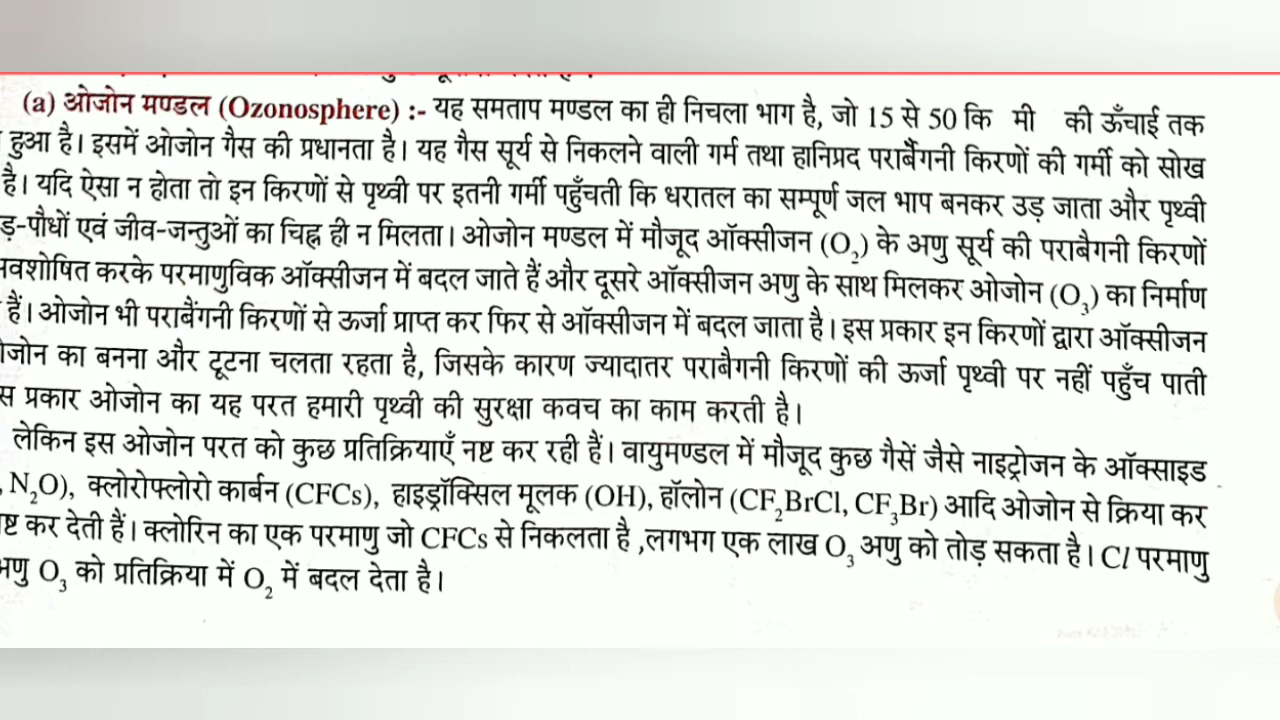 (a) ओजोन मण्डल (Ozonosphere) :- यह समताप मण्डल का ही निचला भाग है, जो 15 से 50 कि मी की ऊँचाई तक
हुआ है। इसमें ओजोन गैस की प्रधानता है। यह गैस सूर्य से निकलने वाली गर्म तथा हानिप्रद पराबैंगनी किरणों की गर्मी को सोख
है। यदि ऐसा न होता तो इन किरणों से पृथ्वी पर इतनी गर्मी पहुँचती कि धरातल का सम्पूर्ण जल भाप बनकर उड़ जाता और पृथ्वी
ड़-पौधों एवं जीव-जन्तुओं का चिह्न ही न मिलता। ओजोन मण्डल में मौजूद ऑक्सीजन (O₂) के अणु सूर्य की पराबैगनी किरणों
वशोषित करके परमाणुविक ऑक्सीजन में बदल जाते हैं और दूसरे ऑक्सीजन अणु के साथ मिलकर ओजोन (O₃) का निर्माण
हैं। ओजोन भी पराबैंगनी किरणों से ऊर्जा प्राप्त कर फिर से ऑक्सीजन में बदल जाता है। इस प्रकार इन किरणों द्वारा ऑक्सीजन
जोन का बनना और टूटना चलता रहता है, जिसके कारण ज्यादातर पराबैगनी किरणों की ऊर्जा पृथ्वी पर नहीं पहुँच पाती
स प्रकार ओजोन का यह परत हमारी पृथ्वी की सुरक्षा कवच का काम करती है।
लेकिन इस ओजोन परत को कुछ प्रतिक्रियाएँ नष्ट कर रही हैं। वायुमण्डल में मौजूद कुछ गैसें जैसे नाइट्रोजन के ऑक्साइड
, N₂O), क्लोरोफ्लोरो कार्बन (CFCs), हाइड्रॉक्सिल मूलक (OH), हॉलोन (CF₂BrCl, CF₃Br) आदि ओजोन से क्रिया कर
ष्ट कर देती हैं। क्लोरिन का एक परमाणु जो CFCs से निकलता है ,लगभग एक लाख O₃ अणु को तोड़ सकता है। Cl परमाणु
अणु O₃ को प्रतिक्रिया में O₂ में बदल देता है।